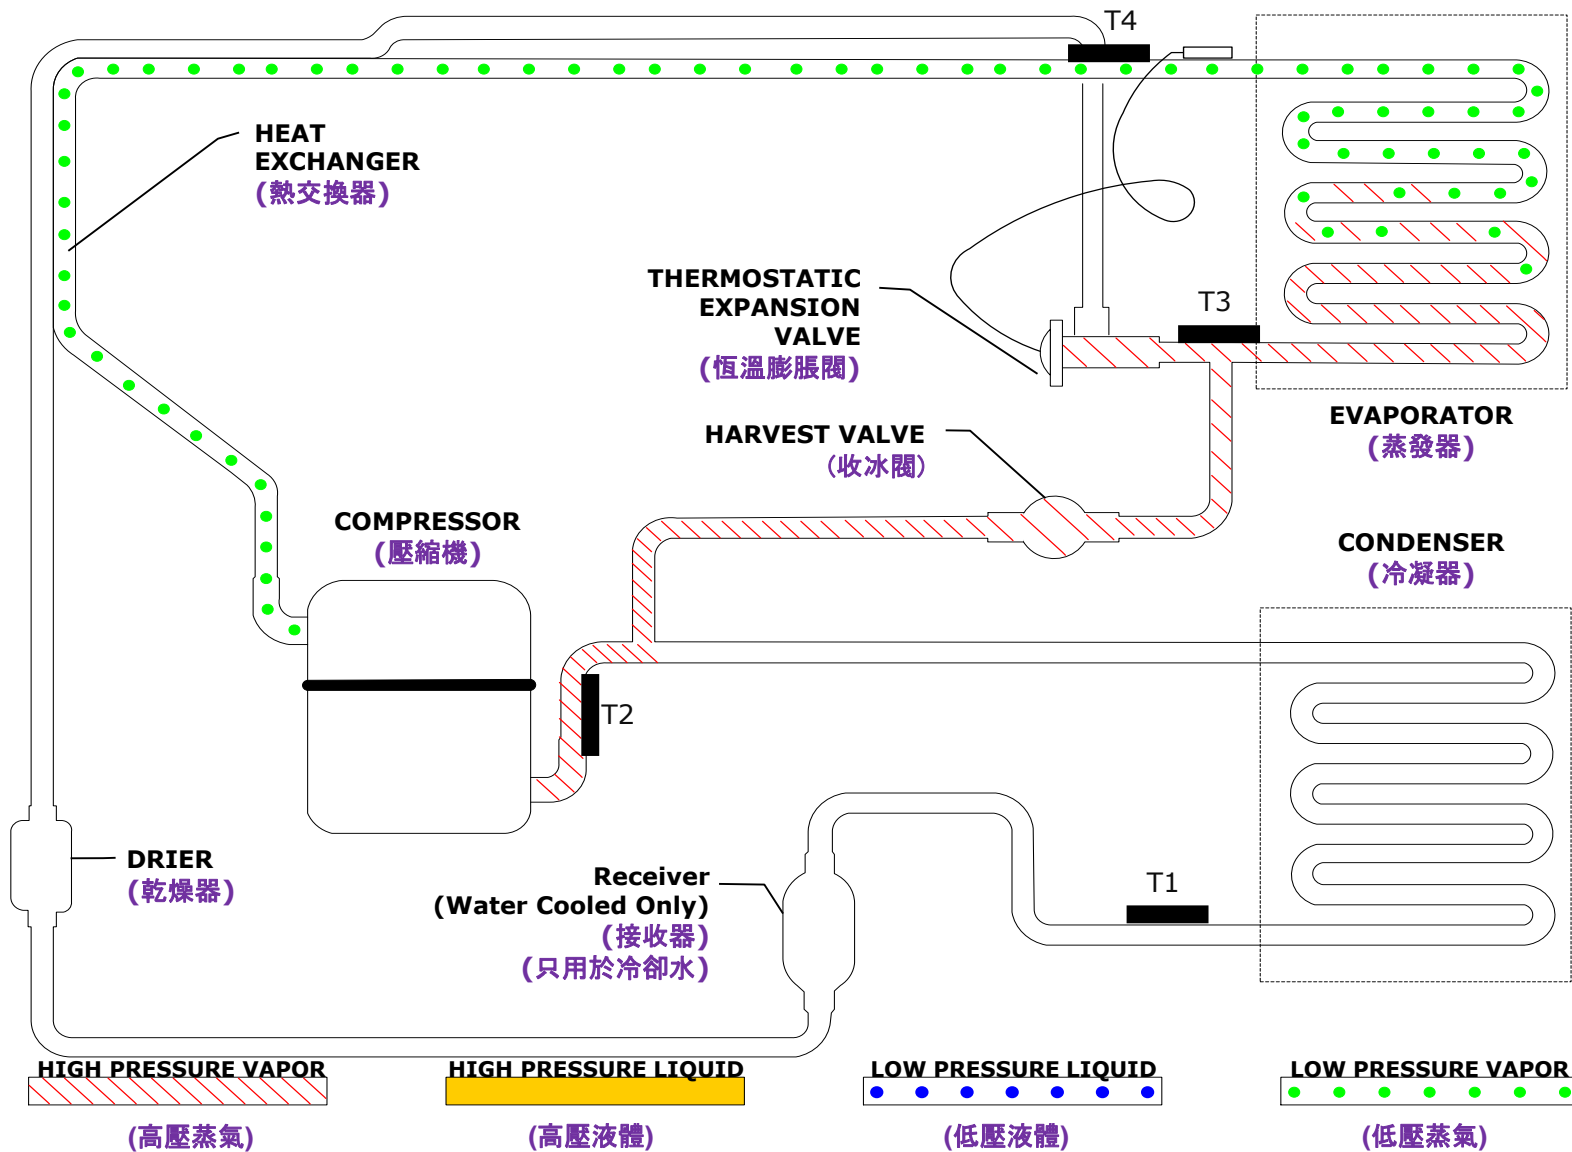 T4
HEAT
EXCHANGER
(熱交換器)
THERMOSTATIC
EXPANSION
VALVE
(恆溫膨脹閥)
T3
EVAPORATOR
(蒸發器)
HARVEST VALVE
(收冰閥)
COMPRESSOR
(壓縮機)
CONDENSER
(冷凝器)
T2
DRIER
(乾燥器)
Receiver
(Water Cooled Only)
(接收器)
(只用於冷卻水)
T1
HIGH PRESSURE VAPOR
HIGH PRESSURE LIQUID
LOW PRESSURE LIQUID
LOW PRESSURE VAPOR
(高壓蒸氣)
(高壓液體)
(低壓液體)
(低壓蒸氣)